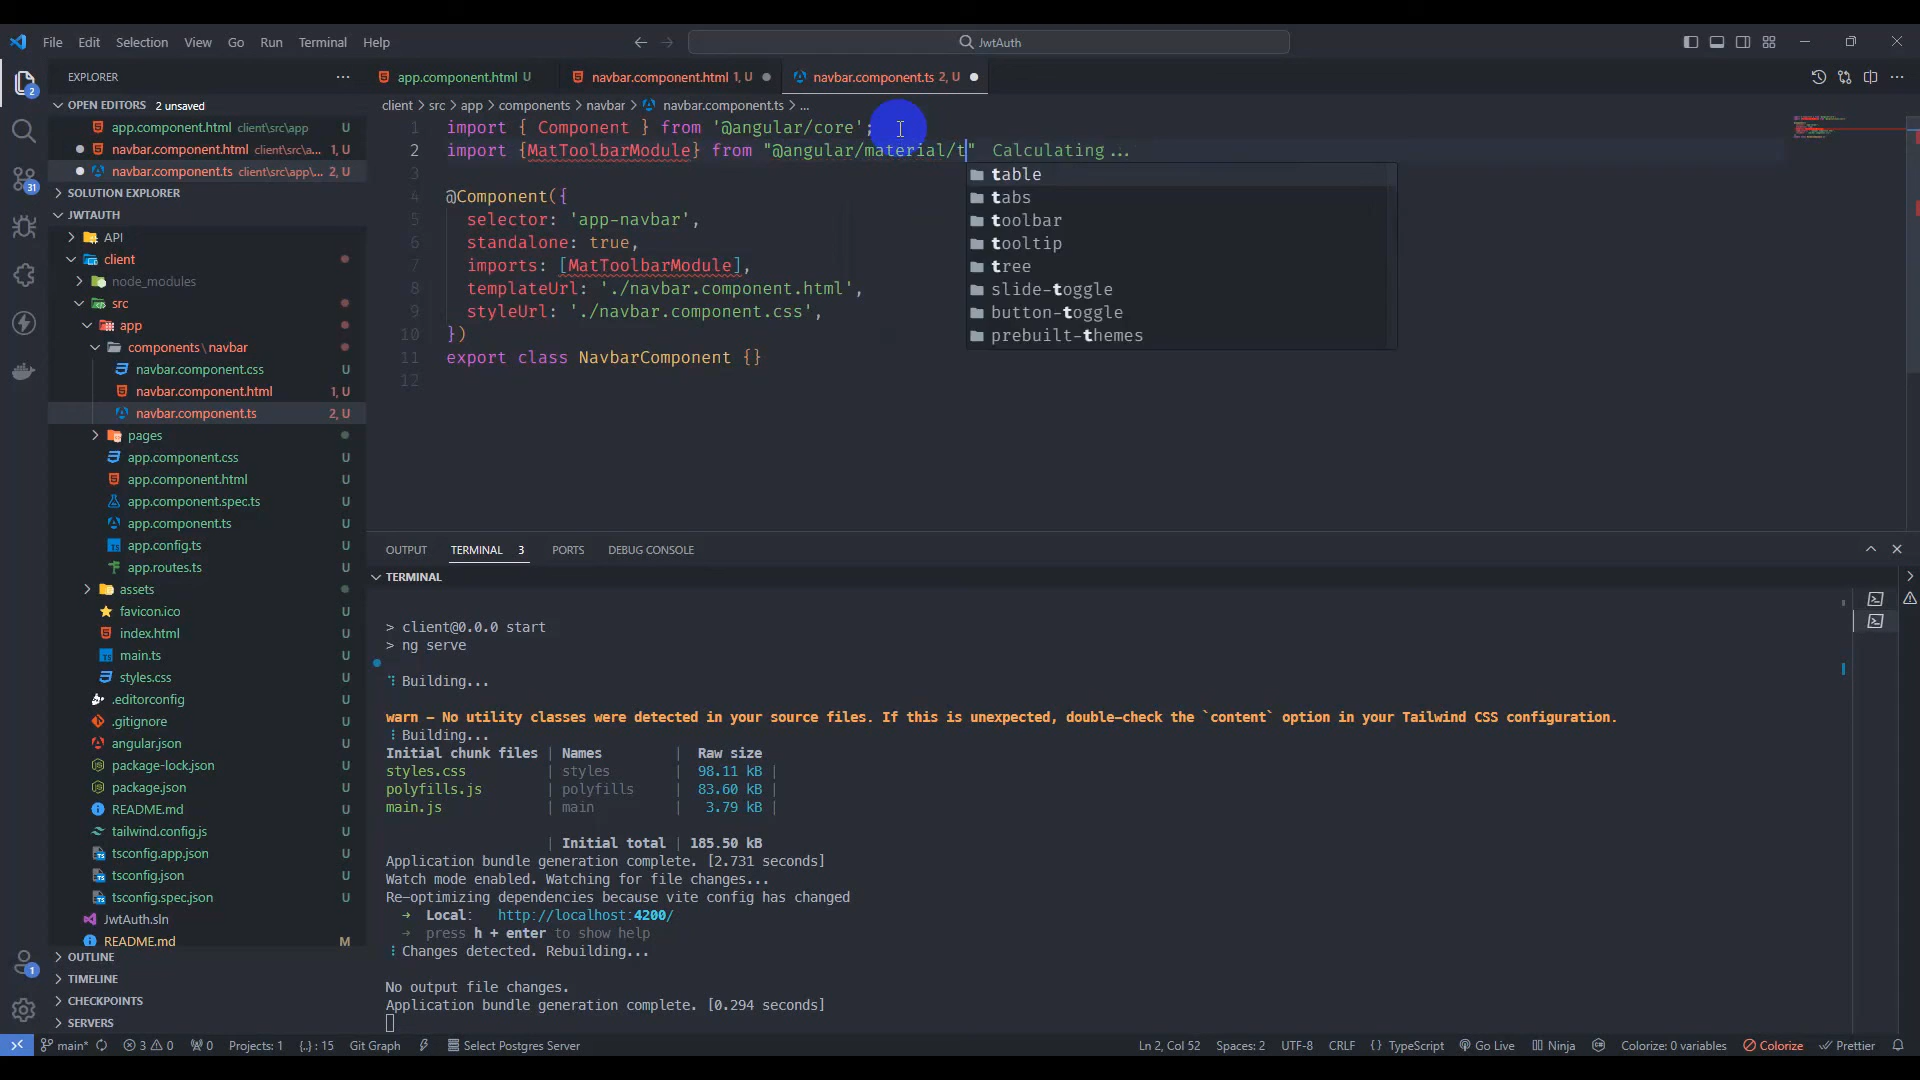 File Edit Selection View Go Run Terminal Help
JwtAuth
EXPLORER
OPEN EDITORS 2 unsaved
app.component.html client\src\app U
navbar.component.html client\src\a... 1, U
navbar.component.ts client\src\app\... 2, U
SOLUTION EXPLORER
JWTAUTH
API
client
node_modules
src
app
components\navbar
navbar.component.css U
navbar.component.html 1, U
navbar.component.ts 2, U
pages
app.component.css U
app.component.html U
app.component.spec.ts U
app.component.ts U
app.config.ts U
app.routes.ts U
assets
favicon.ico U
index.html U
main.ts U
styles.css U
.editorconfig U
.gitignore U
angular.json U
package-lock.json U
package.json U
README.md U
tailwind.config.js U
tsconfig.app.json U
tsconfig.json U
tsconfig.spec.json U
JwtAuth.sln
README.md M
OUTLINE
TIMELINE
CHECKPOINTS
SERVERS
2
31
1
app.component.html U
navbar.component.html 1, U
navbar.component.ts 2, U
client > src > app > components > navbar > navbar.component.ts > ...
1 import { Component } from '@angular/core';
2 import {MatToolbarModule} from "@angular/material/t" Calculating...
3
4 @Component({
5 selector: 'app-navbar',
6 standalone: true,
7 imports: [MatToolbarModule],
8 templateUrl: './navbar.component.html',
9 styleUrl: './navbar.component.css',
10 })
11 export class NavbarComponent {}
12
table
tabs
toolbar
tooltip
tree
slide-toggle
button-toggle
prebuilt-themes
OUTPUT TERMINAL 3 PORTS DEBUG CONSOLE
TERMINAL
> client@0.0.0 start
> ng serve
Building...
warn - No utility classes were detected in your source files. If this is unexpected, double-check the `content` option in your Tailwind CSS configuration.
Building...
Initial chunk files | Names | Raw size
styles.css | styles | 98.11 kB |
polyfills.js | polyfills | 83.60 kB |
main.js | main | 3.79 kB |
| Initial total | 185.50 kB
Application bundle generation complete. [2.731 seconds]
Watch mode enabled. Watching for file changes...
Re-optimizing dependencies because vite config has changed
➜ Local: http://localhost:4200/
➜ press h + enter to show help
Changes detected. Rebuilding...
No output file changes.
Application bundle generation complete. [0.294 seconds]
main* 3 0 0 Projects: 1 {..} : 15 Git Graph Select Postgres Server Ln 2, Col 52 Spaces: 2 UTF-8 CRLF { } TypeScript Go Live Ninja Colorize: 0 variables Colorize Prettier